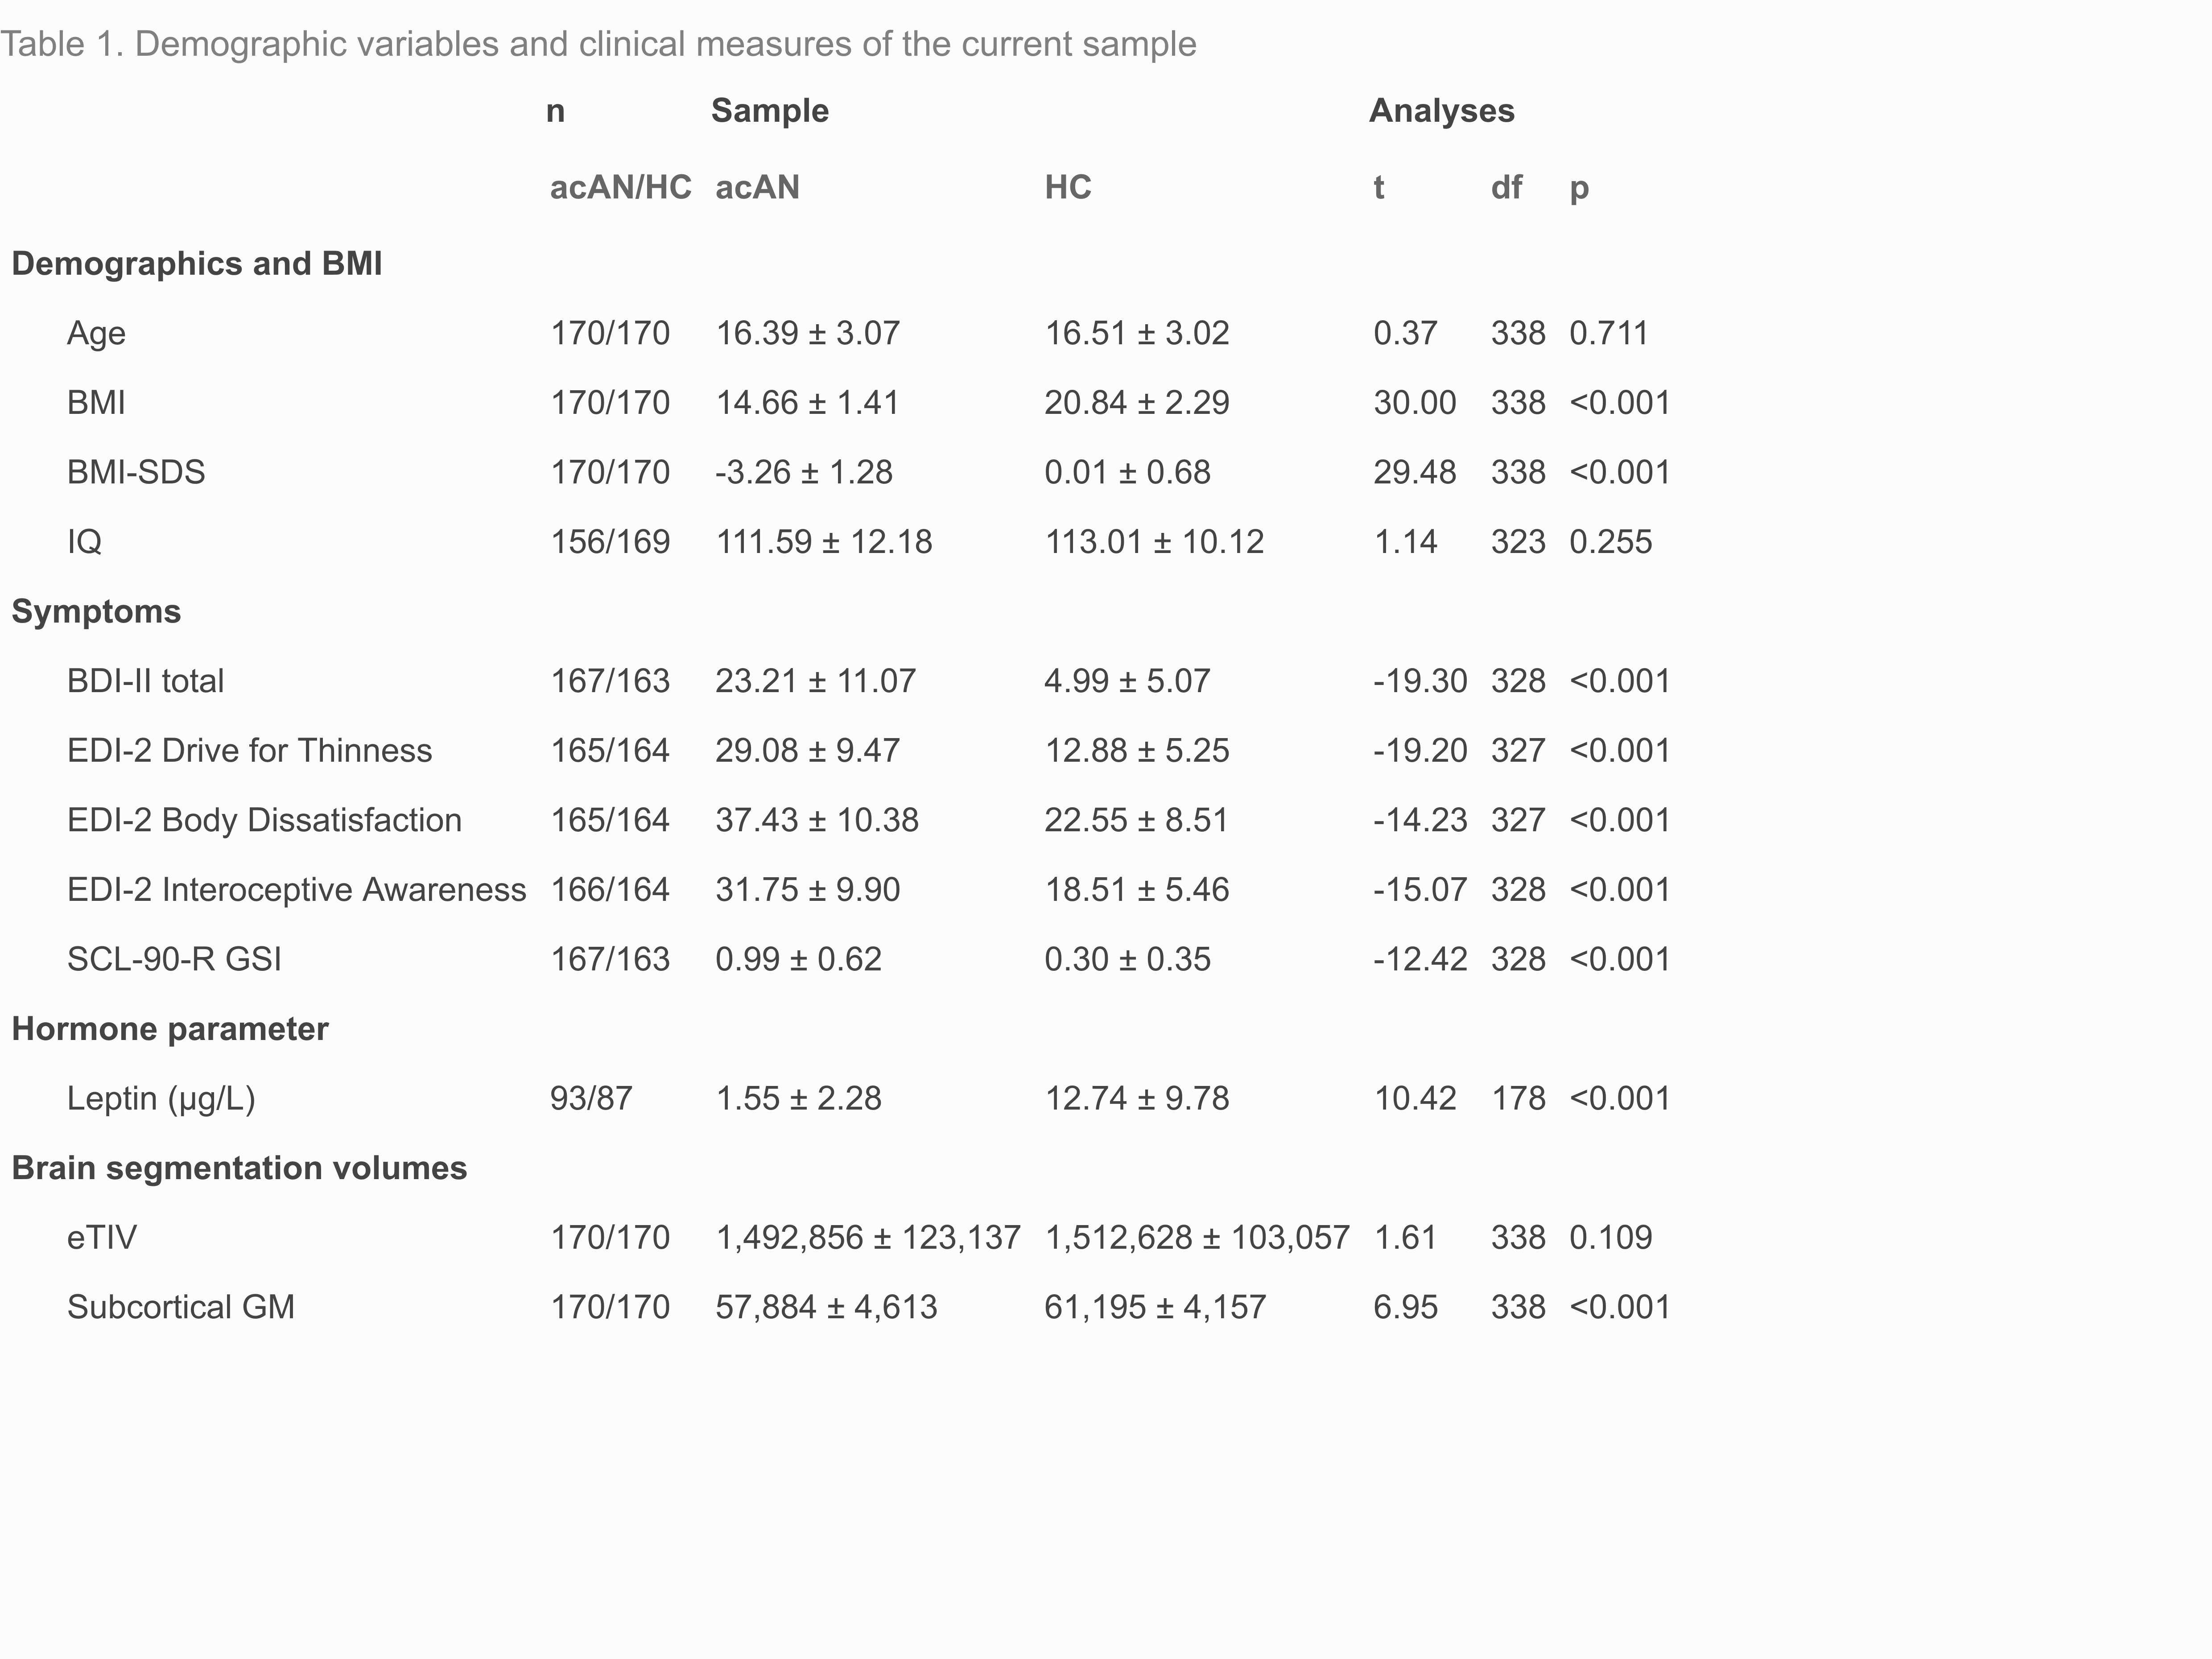 Table 1. Demographic variables and clinical measures of the current sample
n Sample Analyses
acAN/HC acAN HC t df p
Demographics and BMI
Age 170/170 16.39 ± 3.07 16.51 ± 3.02 0.37 338 0.711
BMI 170/170 14.66 ± 1.41 20.84 ± 2.29 30.00 338 <0.001
BMI-SDS 170/170 -3.26 ± 1.28 0.01 ± 0.68 29.48 338 <0.001
IQ 156/169 111.59 ± 12.18 113.01 ± 10.12 1.14 323 0.255
Symptoms
BDI-II total 167/163 23.21 ± 11.07 4.99 ± 5.07 -19.30 328 <0.001
EDI-2 Drive for Thinness 165/164 29.08 ± 9.47 12.88 ± 5.25 -19.20 327 <0.001
EDI-2 Body Dissatisfaction 165/164 37.43 ± 10.38 22.55 ± 8.51 -14.23 327 <0.001
EDI-2 Interoceptive Awareness 166/164 31.75 ± 9.90 18.51 ± 5.46 -15.07 328 <0.001
SCL-90-R GSI 167/163 0.99 ± 0.62 0.30 ± 0.35 -12.42 328 <0.001
Hormone parameter
Leptin (μg/L) 93/87 1.55 ± 2.28 12.74 ± 9.78 10.42 178 <0.001
Brain segmentation volumes
eTIV 170/170 1,492,856 ± 123,137 1,512,628 ± 103,057 1.61 338 0.109
Subcortical GM 170/170 57,884 ± 4,613 61,195 ± 4,157 6.95 338 <0.001